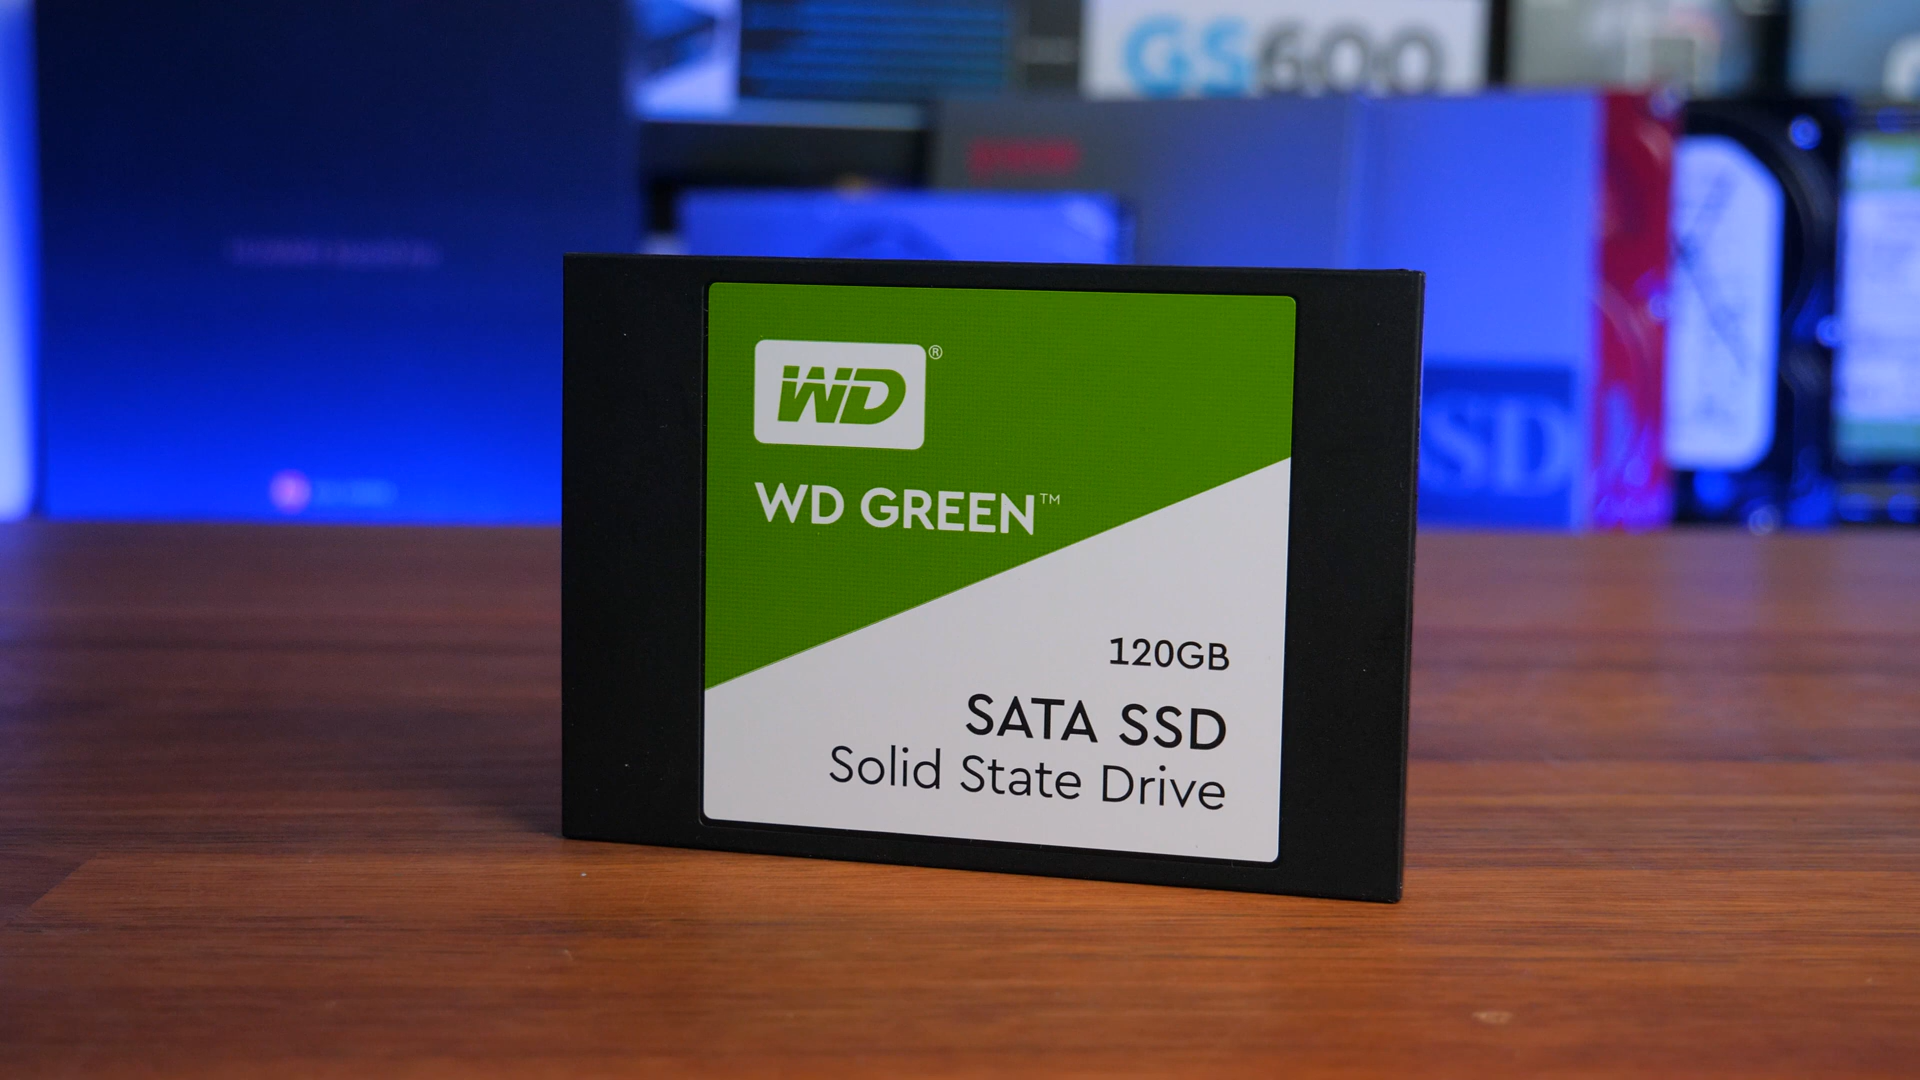 GS600
WD®
WD GREEN™
120GB
SATA SSD
Solid State Drive
SSD